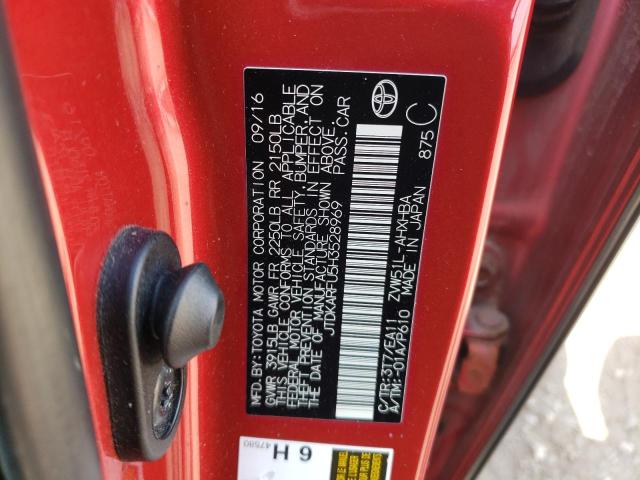 MFD. BY: TOYOTA MOTOR CORPORATION 09/16
GVWR 3915LB GAWR FR 2250LB RR 2150LB
THIS VEHICLE CONFORMS TO ALL APPLICABLE
FEDERAL MOTOR VEHICLE SAFETY, BUMPER, AND
THEFT PREVENTION STANDARDS IN EFFECT ON
THE DATE OF MANUFACTURE SHOWN ABOVE.
JTDKARFU5H3528969 PASS. CAR
C/TR: 3T7/EA11 ZVW51L-AHXHBA
A/TM: -01A/P610 MADE IN JAPAN 875 C
6 H
47580